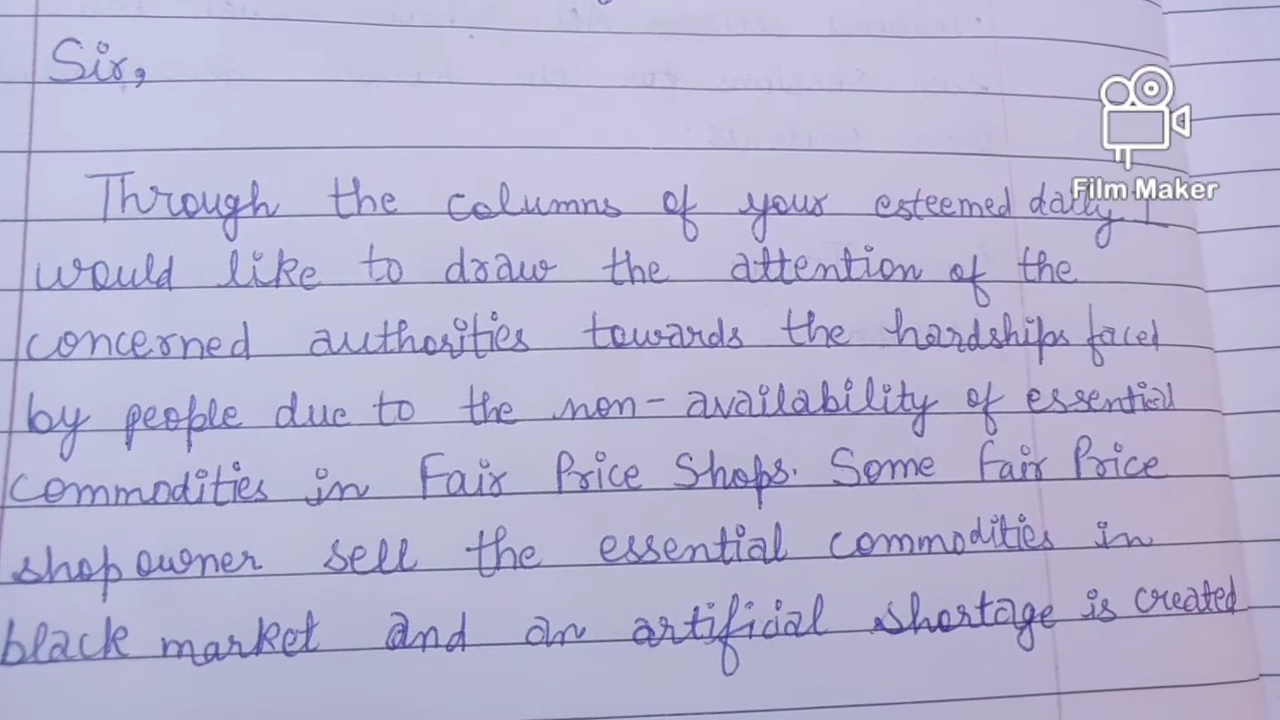 Sir,
Film Maker
Through the columns of your esteemed daily I
would like to draw the attention of the
concerned authorities towards the hardships faced
by people due to the non-availability of essential
commodities in Fair Price Shops. Some Fair Price
shop owner sell the essential commodities in
black market and an artificial shortage is created